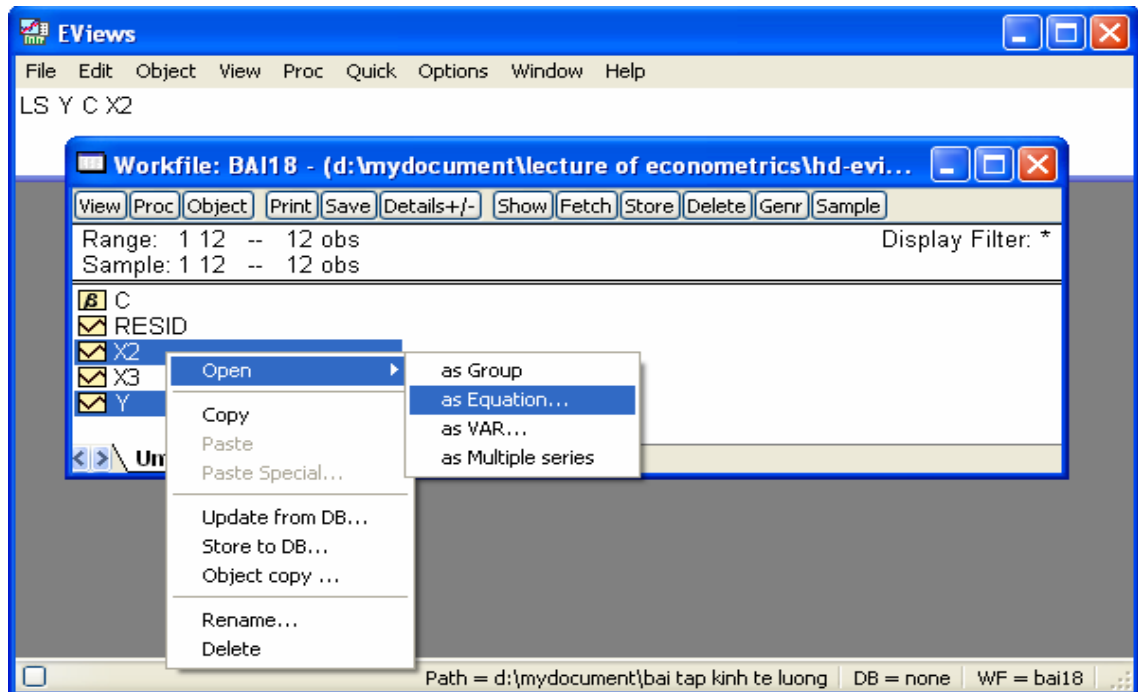 EViews
File Edit Object View Proc Quick Options Window Help
LS Y C X2
Workfile: BAI18 - (d:\mydocument\lecture of econometrics\hd-evi...
View Proc Object Print Save Details+/- Show Fetch Store Delete Genr Sample
Range: 1 12 -- 12 obs Display Filter: *
Sample: 1 12 -- 12 obs
C
RESID
X2
X3
Y
Open
Copy
Paste
Paste Special...
Update from DB...
Store to DB...
Object copy ...
Rename...
Delete
as Group
as Equation...
as VAR...
as Multiple series
Path = d:\mydocument\bai tap kinh te luong DB = none WF = bai18